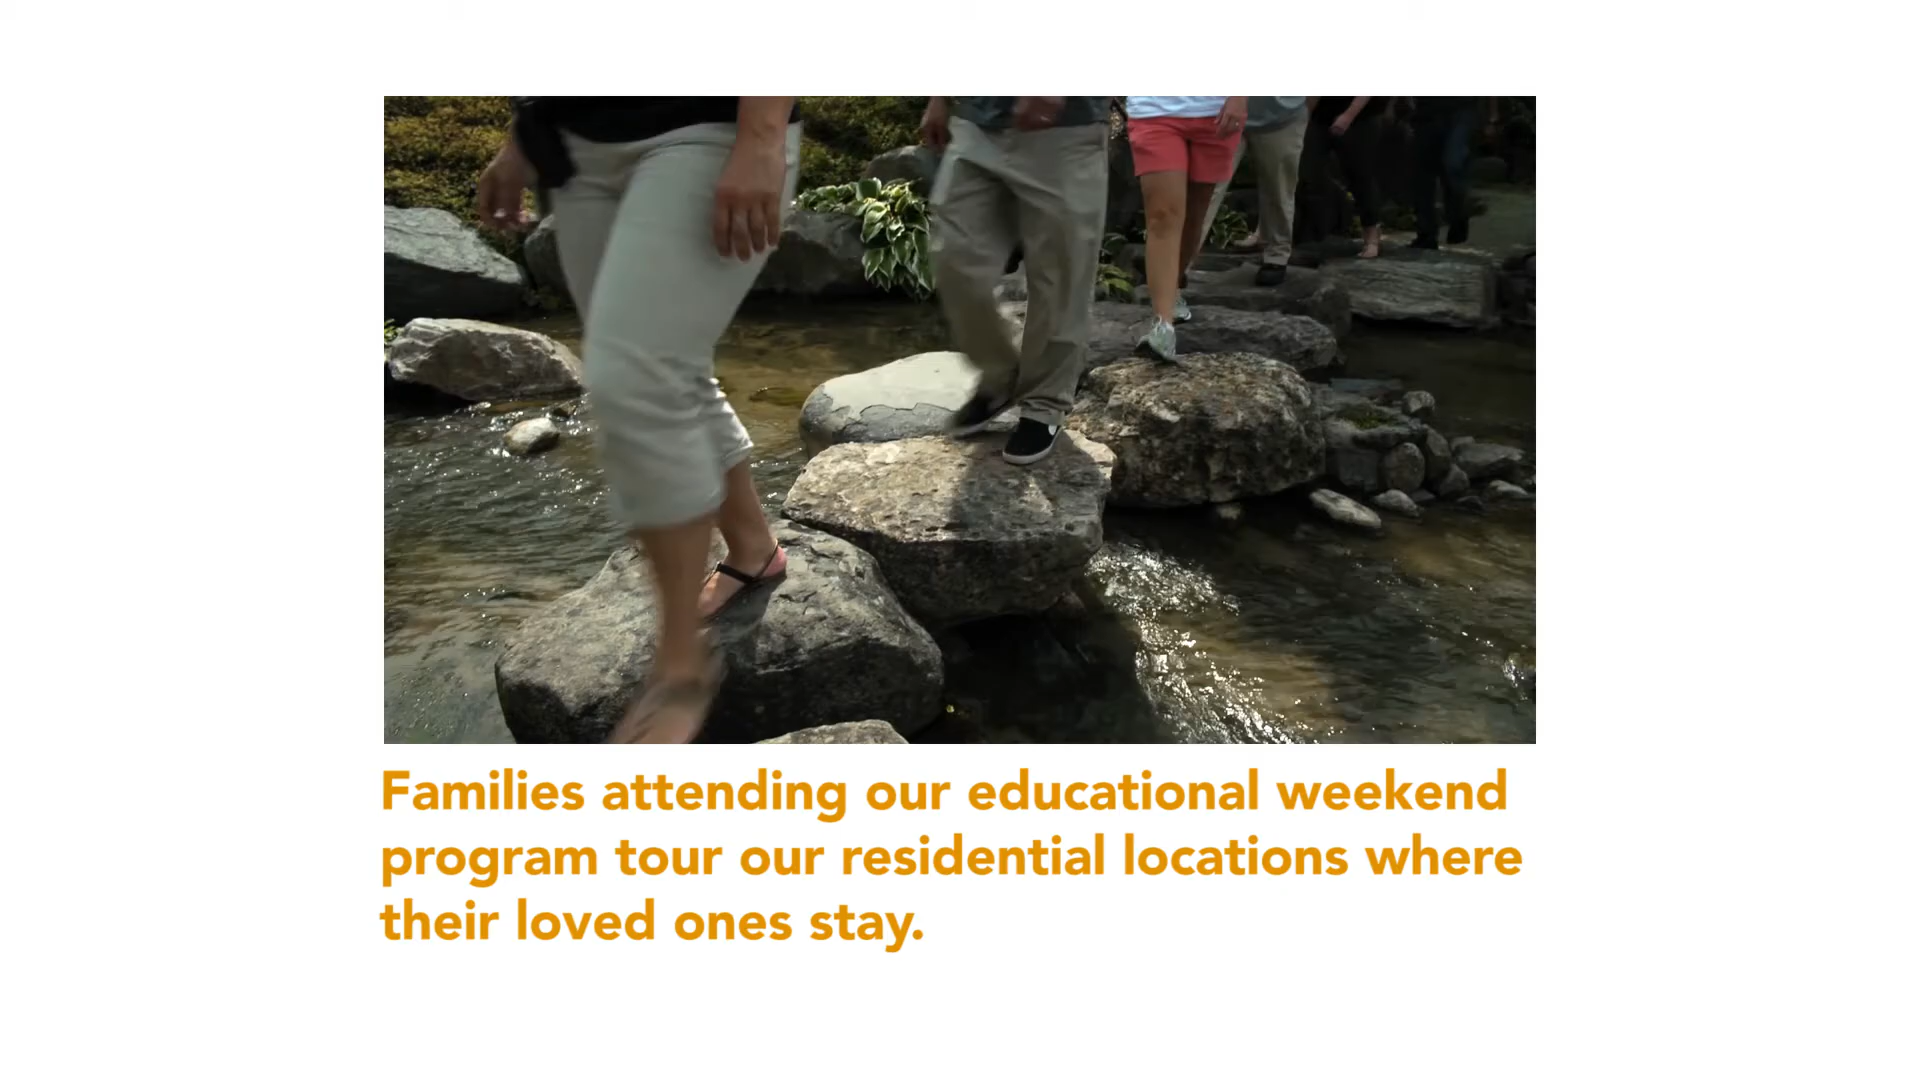 Families attending our educational weekend
program tour our residential locations where
their loved ones stay.